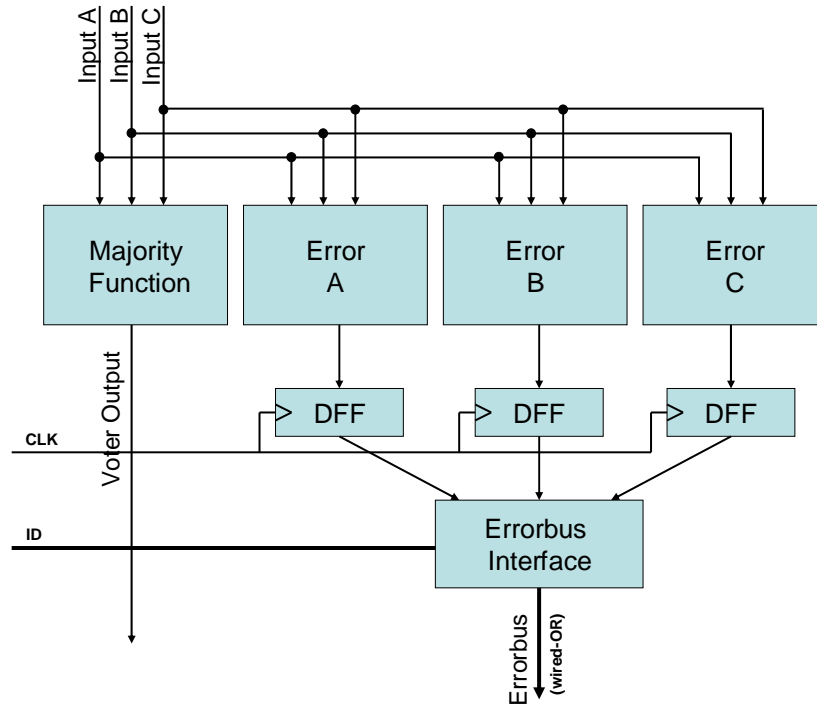 Input A
Input B
Input C
Majority
Function
Error
A
Error
B
Error
C
Voter Output
DFF
DFF
DFF
CLK
ID
Errorbus
Interface
Errorbus
(wired-OR)